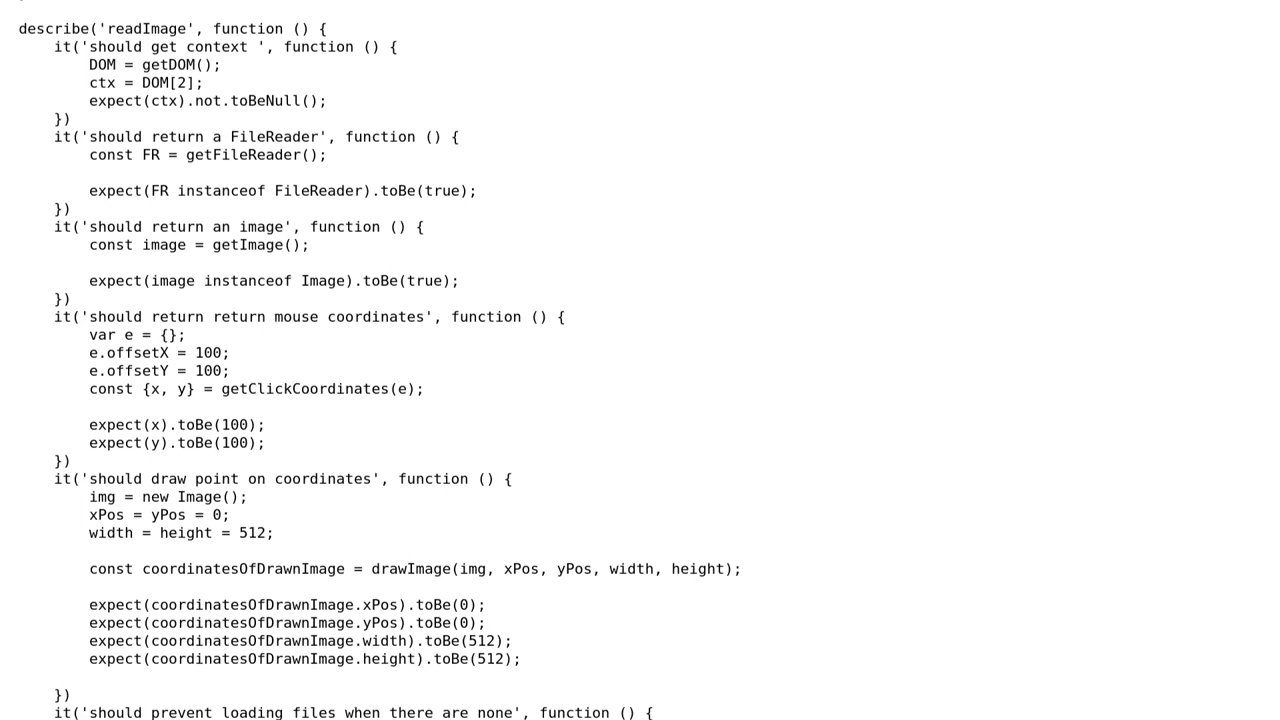 describe('readImage', function () {
    it('should get context ', function () {
        DOM = getDOM();
        ctx = DOM[2];
        expect(ctx).not.toBeNull();
    })
    it('should return a FileReader', function () {
        const FR = getFileReader();

        expect(FR instanceof FileReader).toBe(true);
    })
    it('should return an image', function () {
        const image = getImage();

        expect(image instanceof Image).toBe(true);
    })
    it('should return return mouse coordinates', function () {
        var e = {};
        e.offsetX = 100;
        e.offsetY = 100;
        const {x, y} = getClickCoordinates(e);

        expect(x).toBe(100);
        expect(y).toBe(100);
    })
    it('should draw point on coordinates', function () {
        img = new Image();
        xPos = yPos = 0;
        width = height = 512;

        const coordinatesOfDrawnImage = drawImage(img, xPos, yPos, width, height);

        expect(coordinatesOfDrawnImage.xPos).toBe(0);
        expect(coordinatesOfDrawnImage.yPos).toBe(0);
        expect(coordinatesOfDrawnImage.width).toBe(512);
        expect(coordinatesOfDrawnImage.height).toBe(512);

    })
    it('should prevent loading files when there are none', function () {